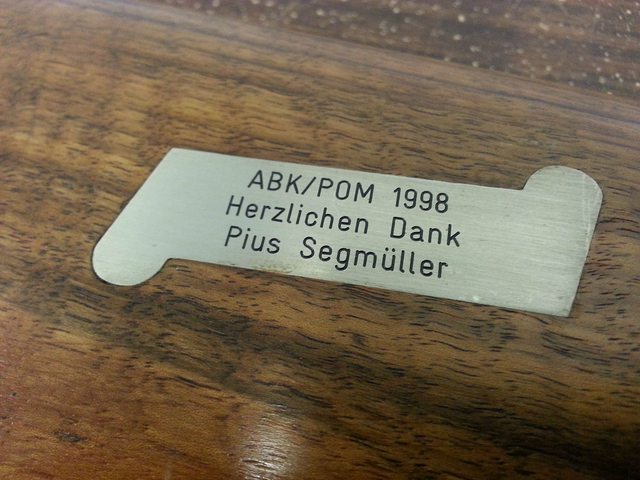 ABK/POM 1998
Herzlichen Dank
Pius Segmüller